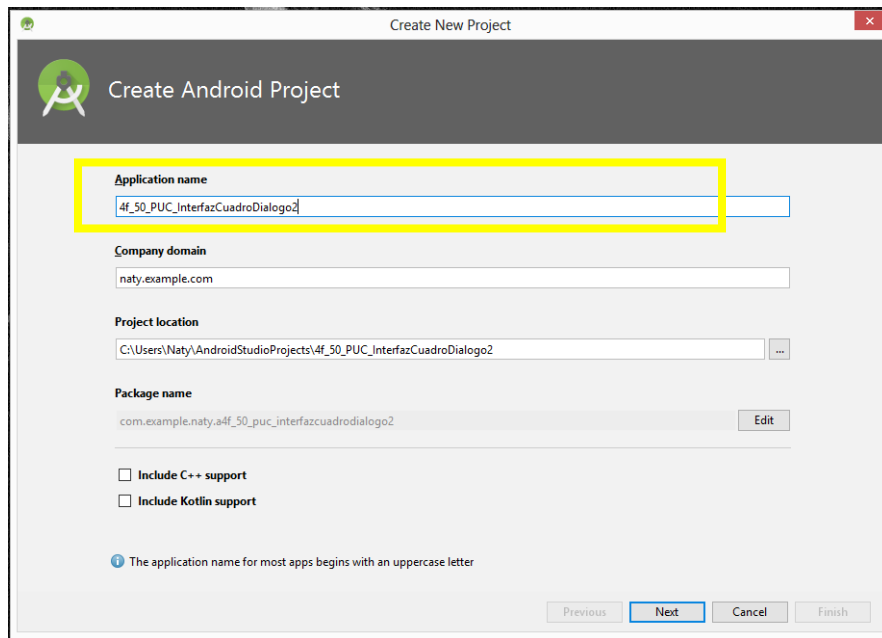 Create New Project
Create Android Project
Application name
4f_50_PUC_InterfazCuadroDialogo2
Company domain
naty.example.com
Project location
C:\Users\Naty\AndroidStudioProjects\4f_50_PUC_InterfazCuadroDialogo2
...
Package name
com.example.naty.a4f_50_puc_interfazcuadrodialogo2
Edit
Include C++ support
Include Kotlin support
The application name for most apps begins with an uppercase letter
Previous Next Cancel Finish